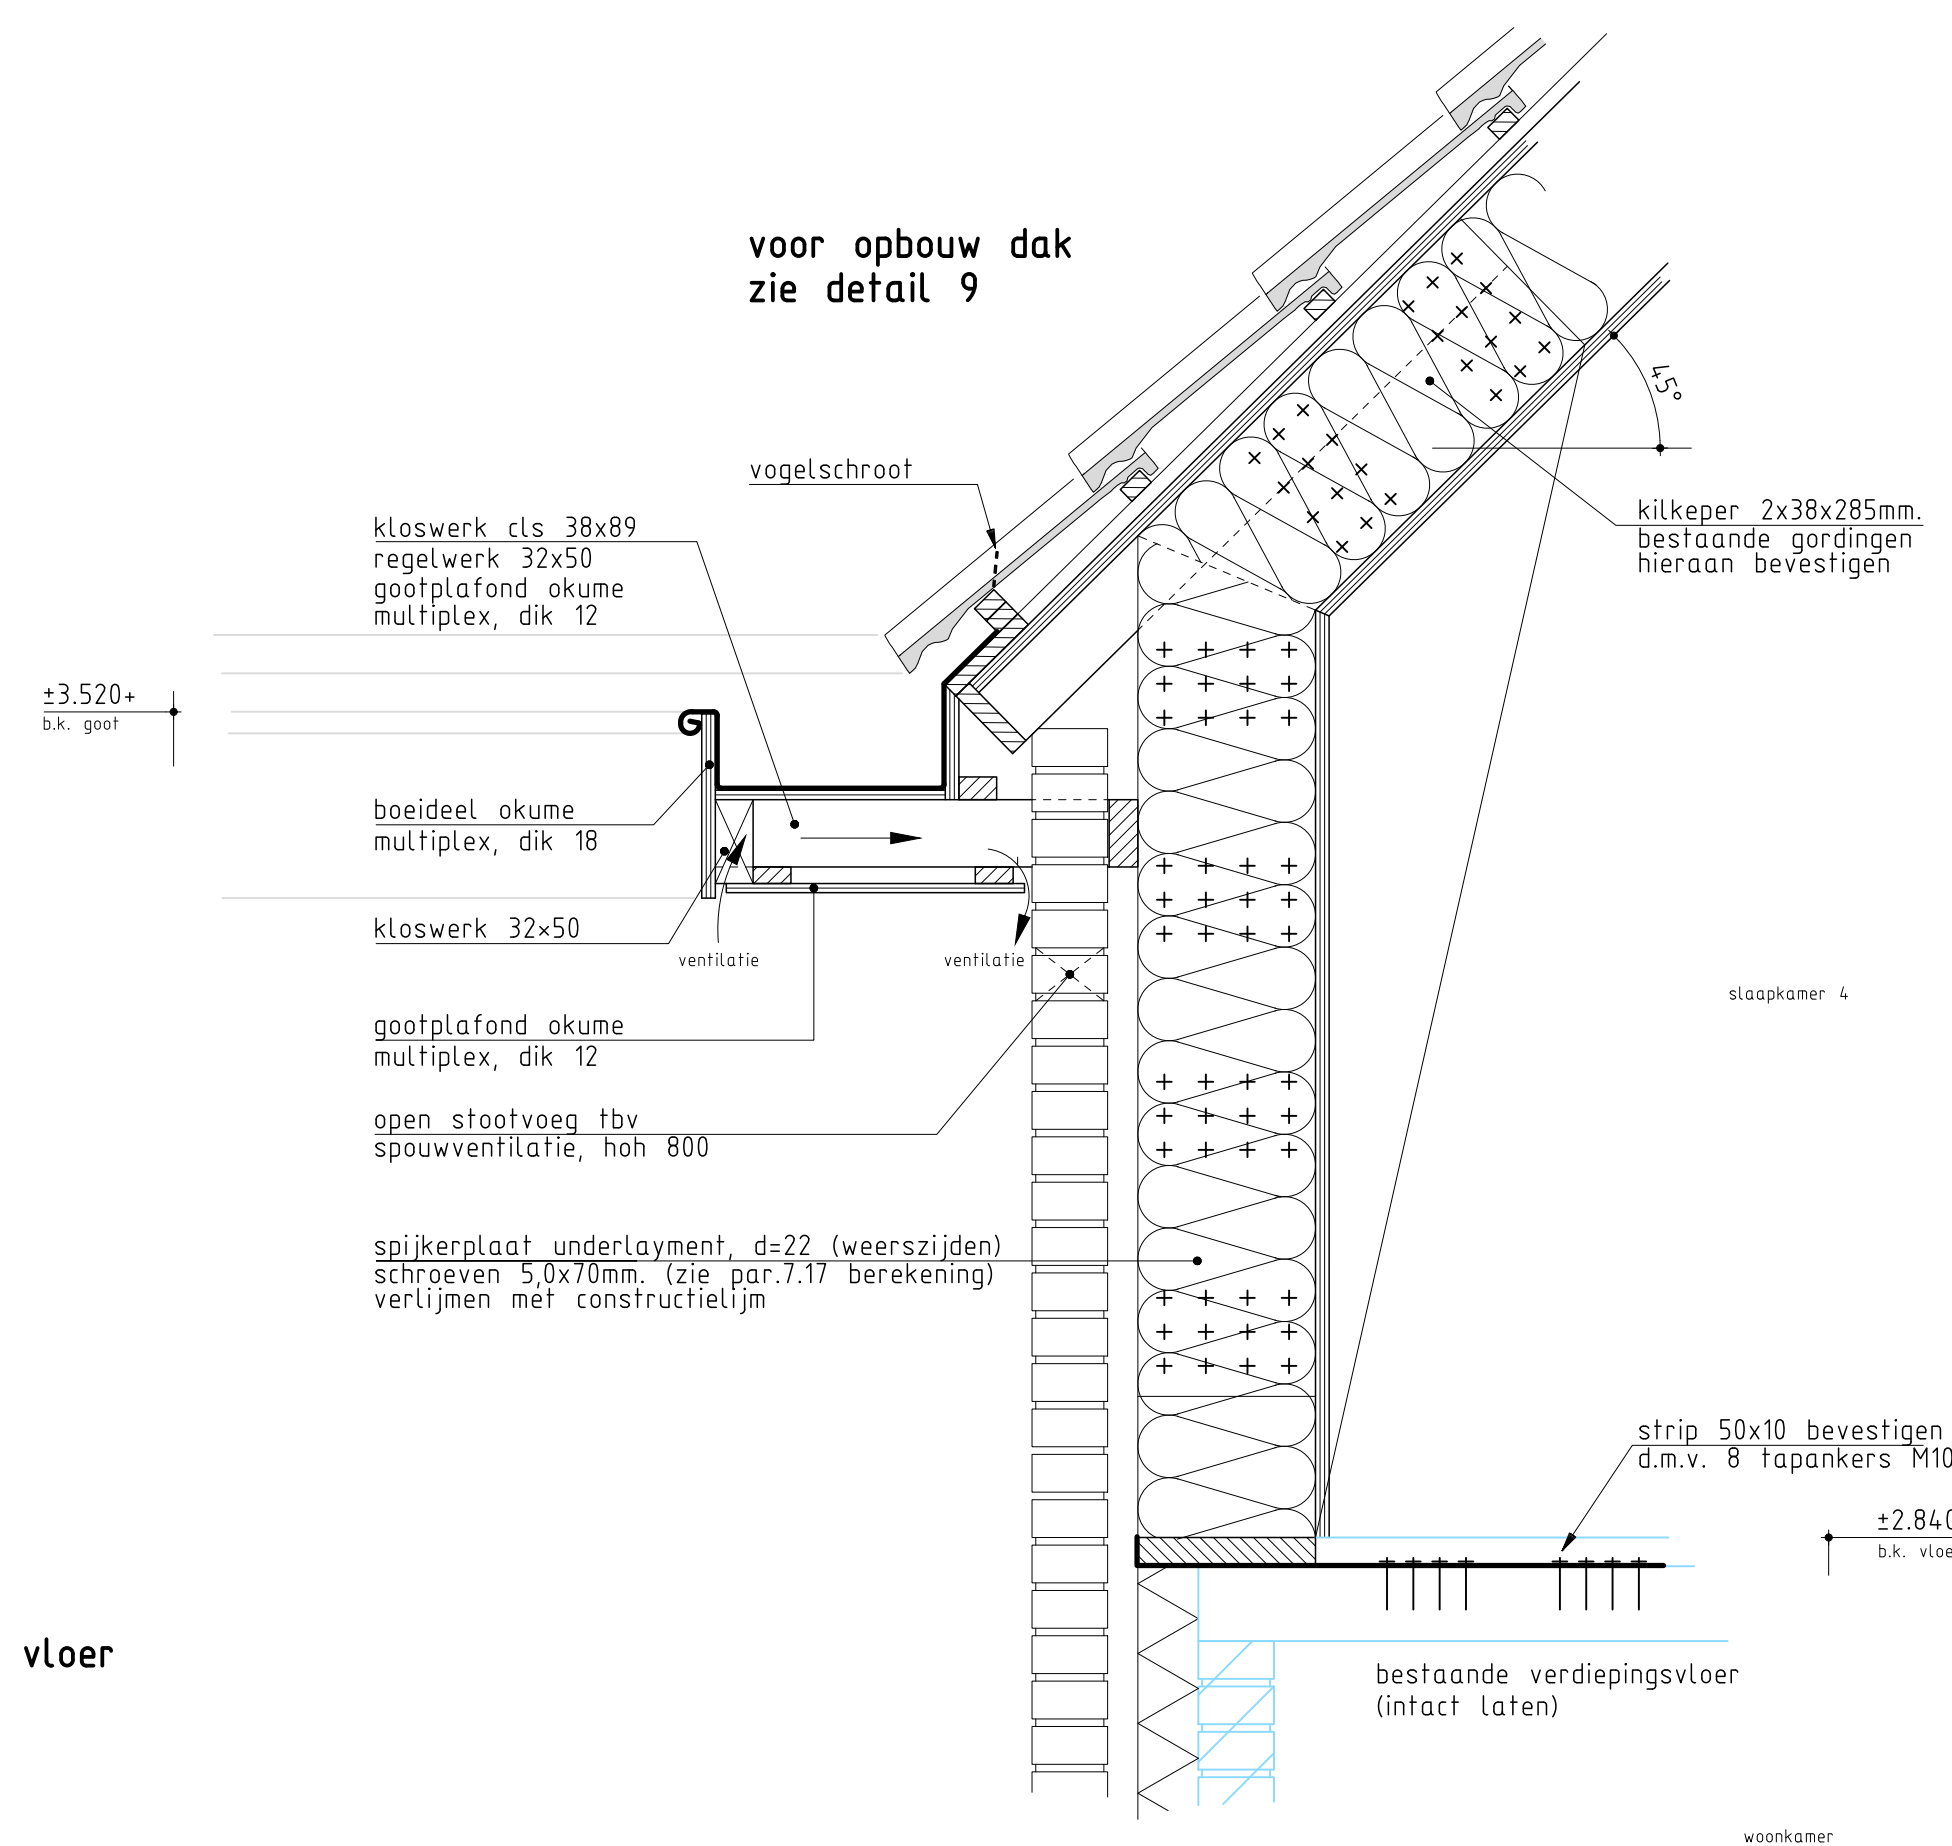 voor opbouw dak
zie detail 9
vogelschroot
kloswerk cls 38x89
regelwerk 32x50
gootplafond okume
multiplex, dik 12
45°
kilkeper 2x38x285mm.
bestaande gordingen
hieraan bevestigen
±3.520+
b.k. goot
boeideel okume
multiplex, dik 18
kloswerk 32x50
ventilatie
ventilatie
slaapkamer 4
gootplafond okume
multiplex, dik 12
open stootvoeg tbv
spouwventilatie, hoh 800
spijkerplaat underlayment, d=22 (weerszijden)
schroeven 5,0x70mm. (zie par.7.17 berekening)
verlijmen met constructielijm
strip 50x10 bevestigen
d.m.v. 8 tapankers M10
±2.840
b.k. vloe
vloer
bestaande verdiepingsvloer
(intact laten)
woonkamer